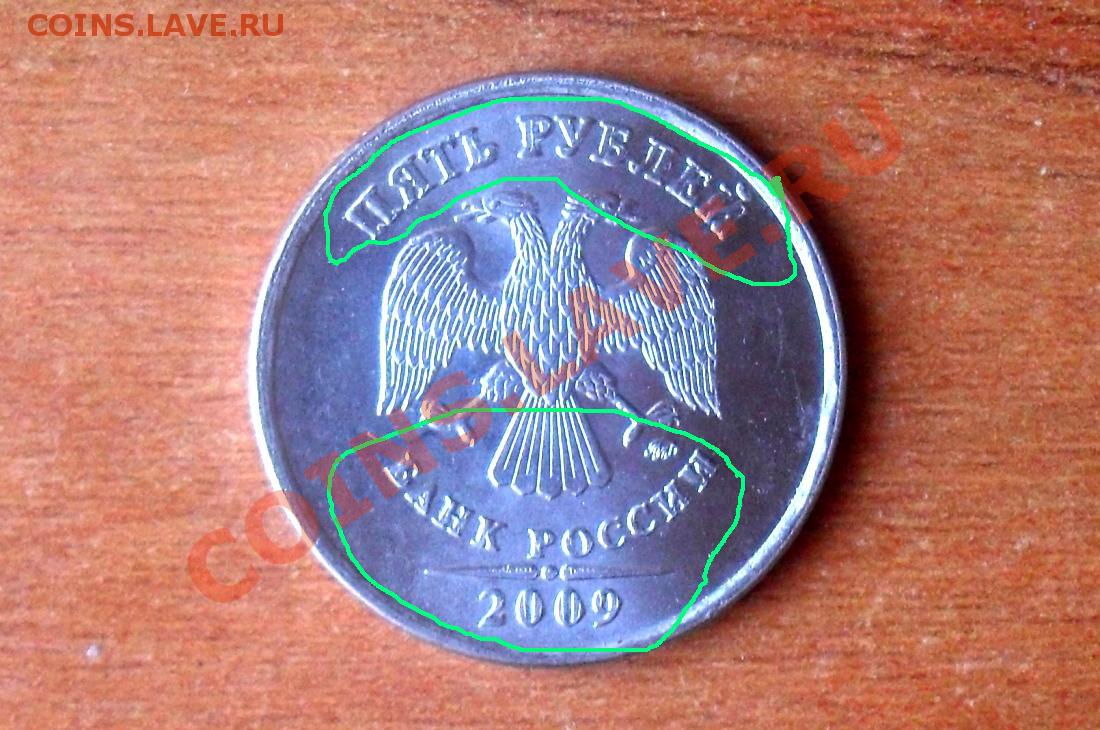 COINS.LAVE.RU
ПЯТЬ РУБЛЕЙ
COINS.LAVE.RU
БАНК РОССИИ
2009